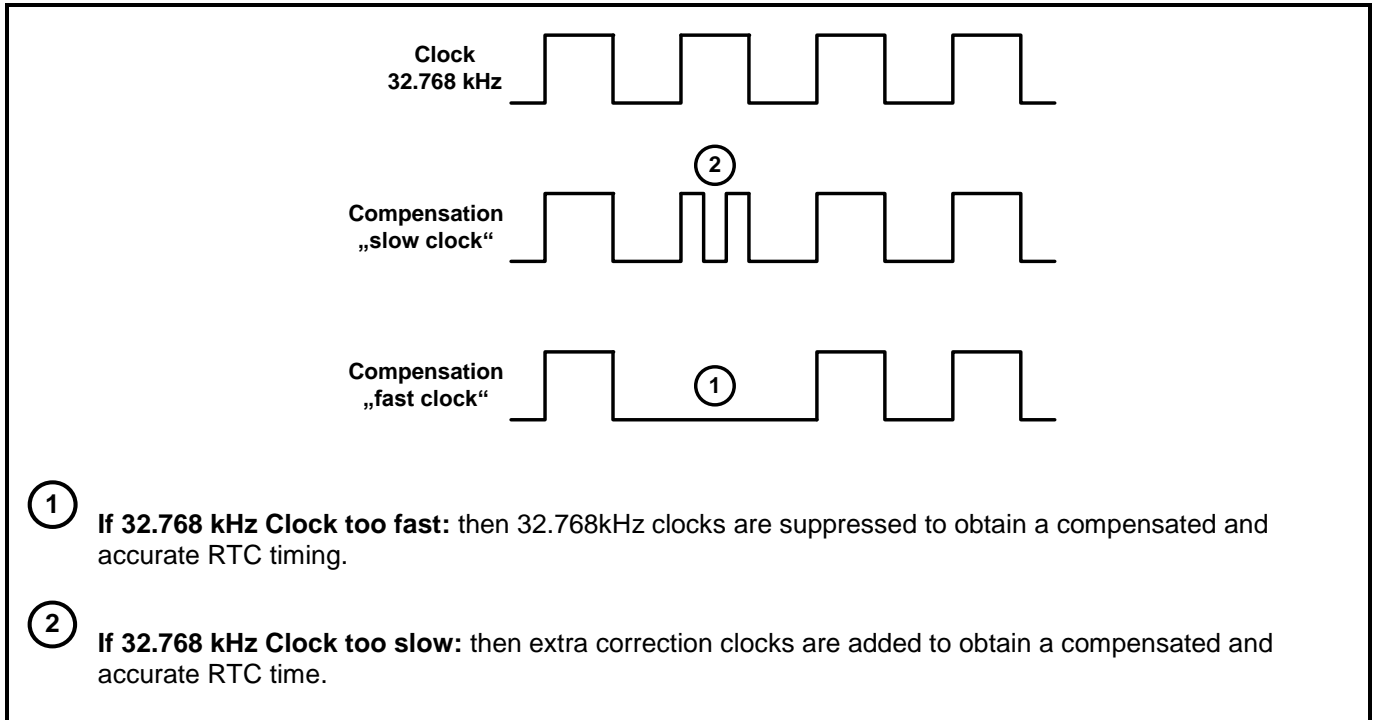 Clock
32.768 kHz
2
Compensation
„slow clock“
Compensation
„fast clock“
1
1
If 32.768 kHz Clock too fast: then 32.768kHz clocks are suppressed to obtain a compensated and
accurate RTC timing.
2
If 32.768 kHz Clock too slow: then extra correction clocks are added to obtain a compensated and
accurate RTC time.